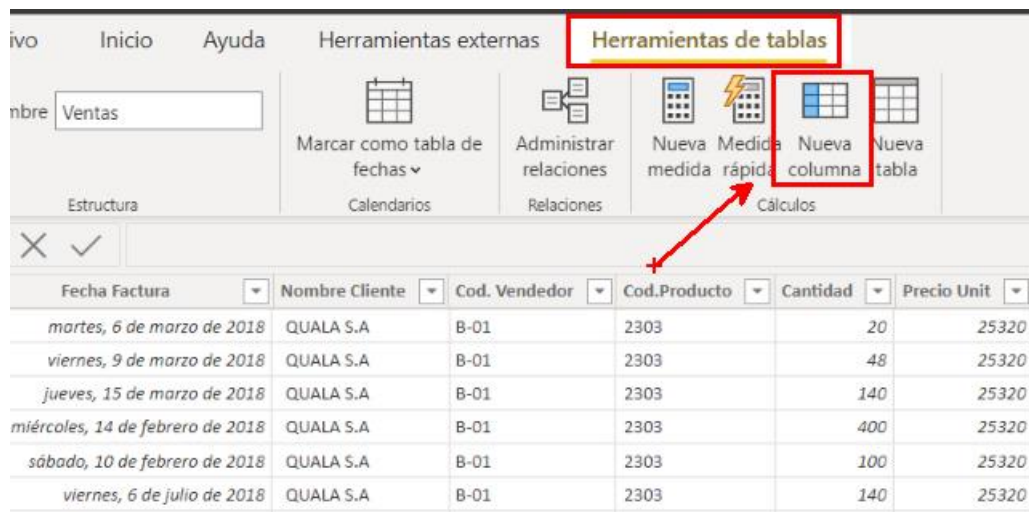 ivo Inicio Ayuda Herramientas externas Herramientas de tablas
mbre Ventas
Marcar como tabla de fechas
Administrar relaciones
Nueva medida
Medida rápida
Nueva columna
Nueva tabla
Estructura Calendarios Relaciones Cálculos
Fecha Factura Nombre Cliente Cod. Vendedor Cod.Producto Cantidad Precio Unit
martes, 6 de marzo de 2018 QUALA S.A B-01 2303 20 25320
viernes, 9 de marzo de 2018 QUALA S.A B-01 2303 48 25320
jueves, 15 de marzo de 2018 QUALA S.A B-01 2303 140 25320
miércoles, 14 de febrero de 2018 QUALA S.A B-01 2303 400 25320
sábado, 10 de febrero de 2018 QUALA S.A B-01 2303 100 25320
viernes, 6 de julio de 2018 QUALA S.A B-01 2303 140 25320